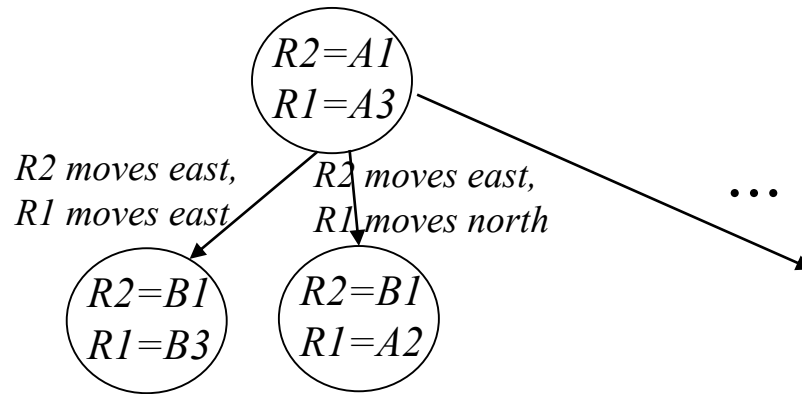 R2=A1
R1=A3
R2 moves east,
R1 moves east
R2 moves east,
R1 moves north
...
R2=B1
R1=B3
R2=B1
R1=A2